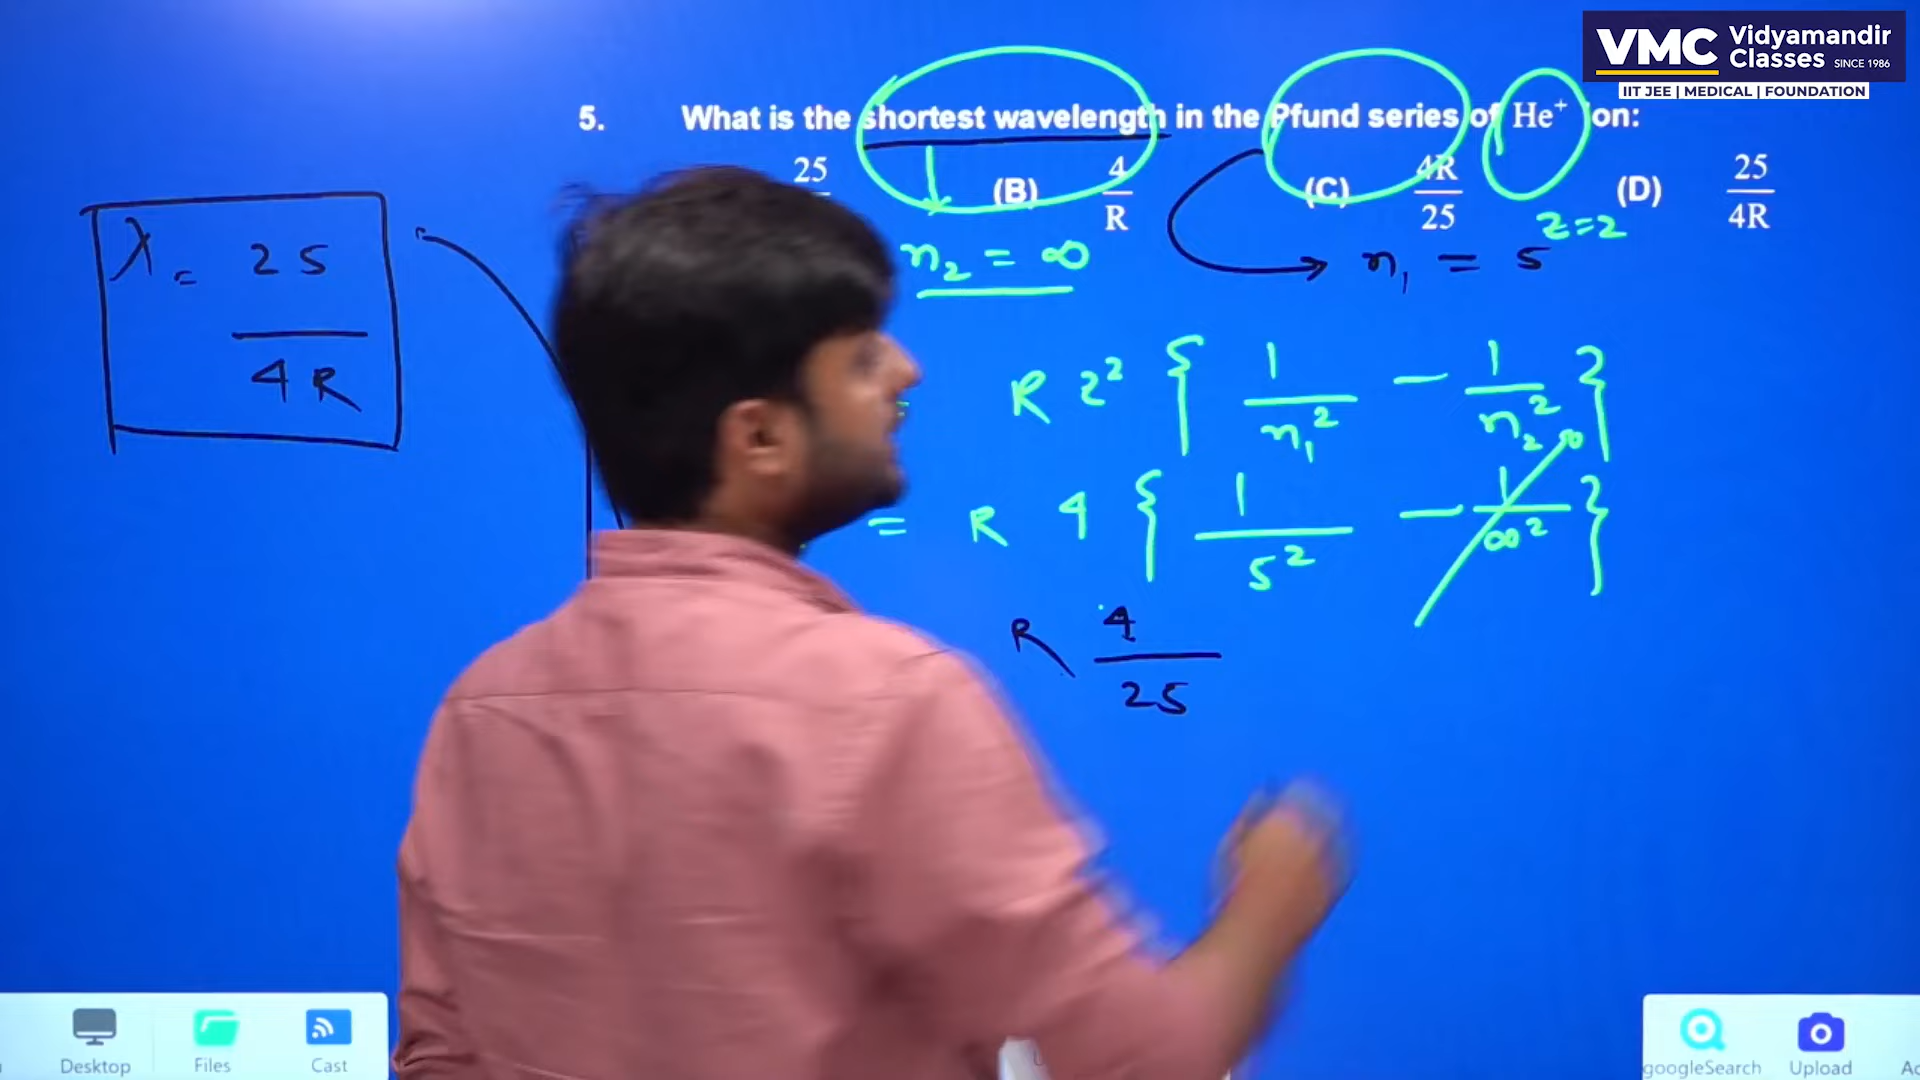 VMC Vidyamandir Classes SINCE 1986
IIT JEE | MEDICAL | FOUNDATION
5. What is the shortest wavelength in the Pfund series of He⁺ ion:
25 (B) 4/R (C) 4R/25 (D) 25/4R
z=2
n₂ = ∞
n₁ = 5
λ = 25/4R
= R z² { 1/n₁² − 1/n₂² }
= R 4 { 1/5² − 1/∞² }
R 4/25
Desktop
Files
Cast
googleSearch
Upload